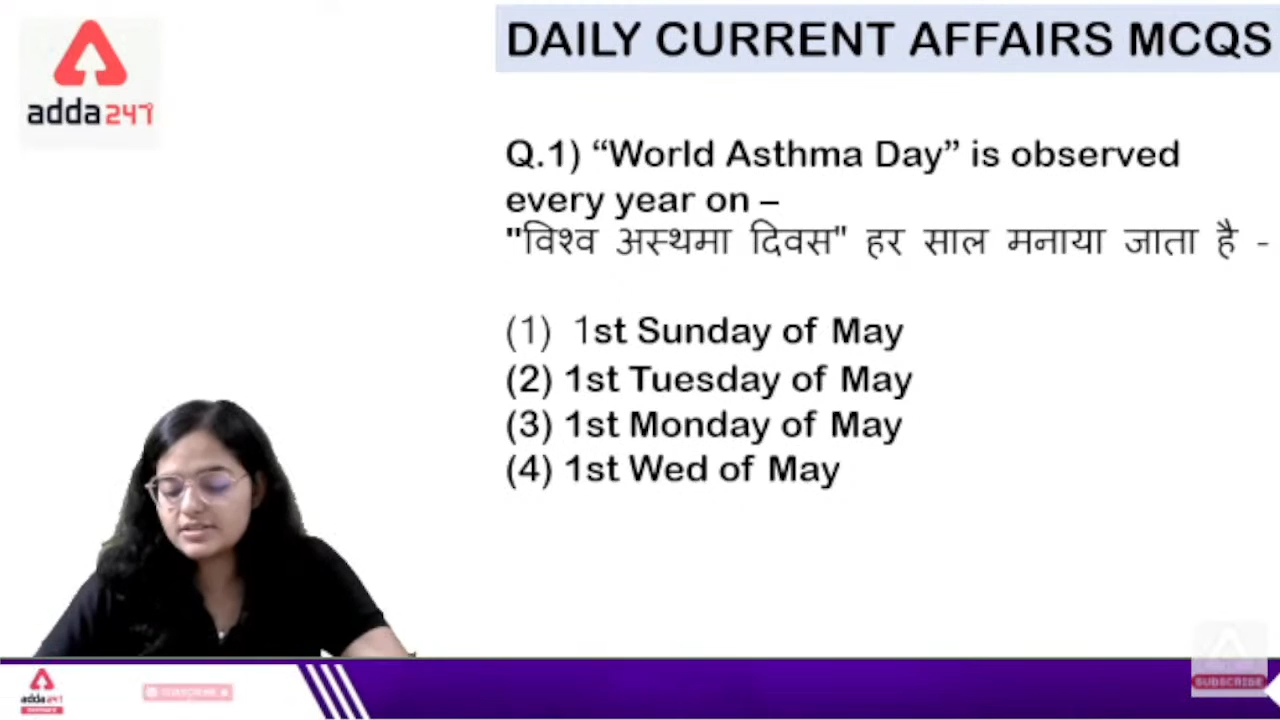 adda247
DAILY CURRENT AFFAIRS MCQS
Q.1) “World Asthma Day” is observed
every year on –
"विश्व अस्थमा दिवस" हर साल मनाया जाता है -
(1) 1st Sunday of May
(2) 1st Tuesday of May
(3) 1st Monday of May
(4) 1st Wed of May
adda247
SUBSCRIBE